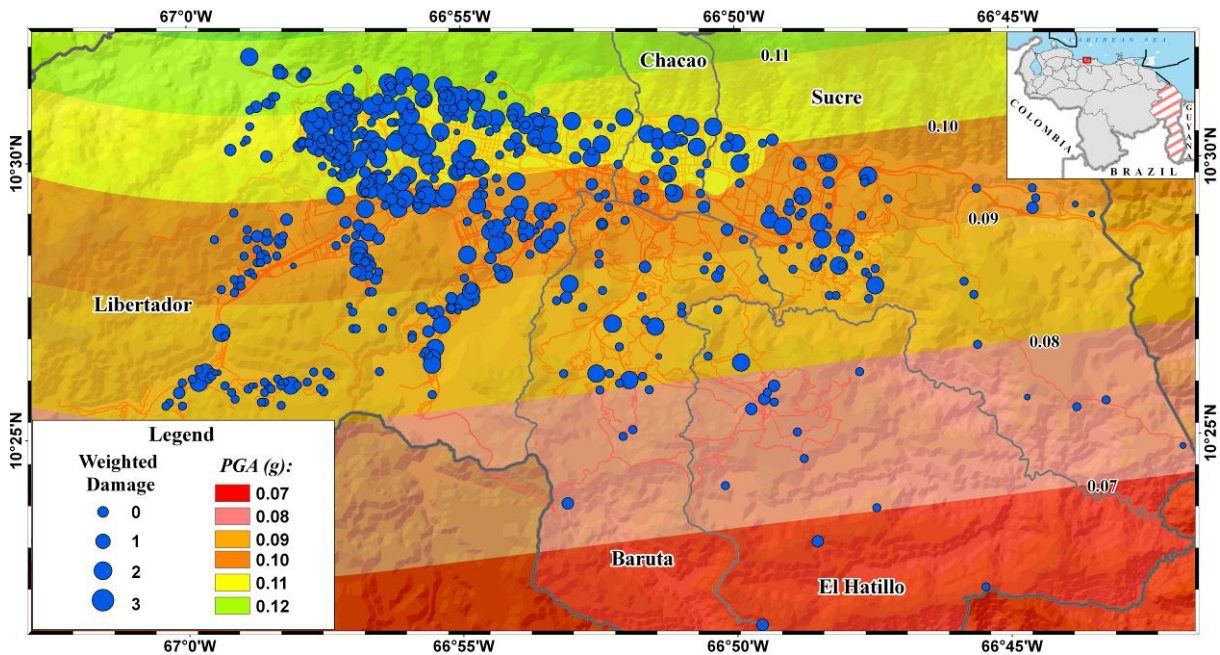 67°0'W
66°55'W
66°50'W
66°45'W
Chacao
0.11
Sucre
0.10
CARIBBEAN SEA
COLOMBIA
GUYANA
BRAZIL
10°30'N
10°30'N
0.09
Libertador
0.08
10°25'N
10°25'N
0.07
Baruta
El Hatillo
Legend
Weighted
Damage
0
1
2
3
PGA (g):
0.07
0.08
0.09
0.10
0.11
0.12
67°0'W
66°55'W
66°50'W
66°45'W